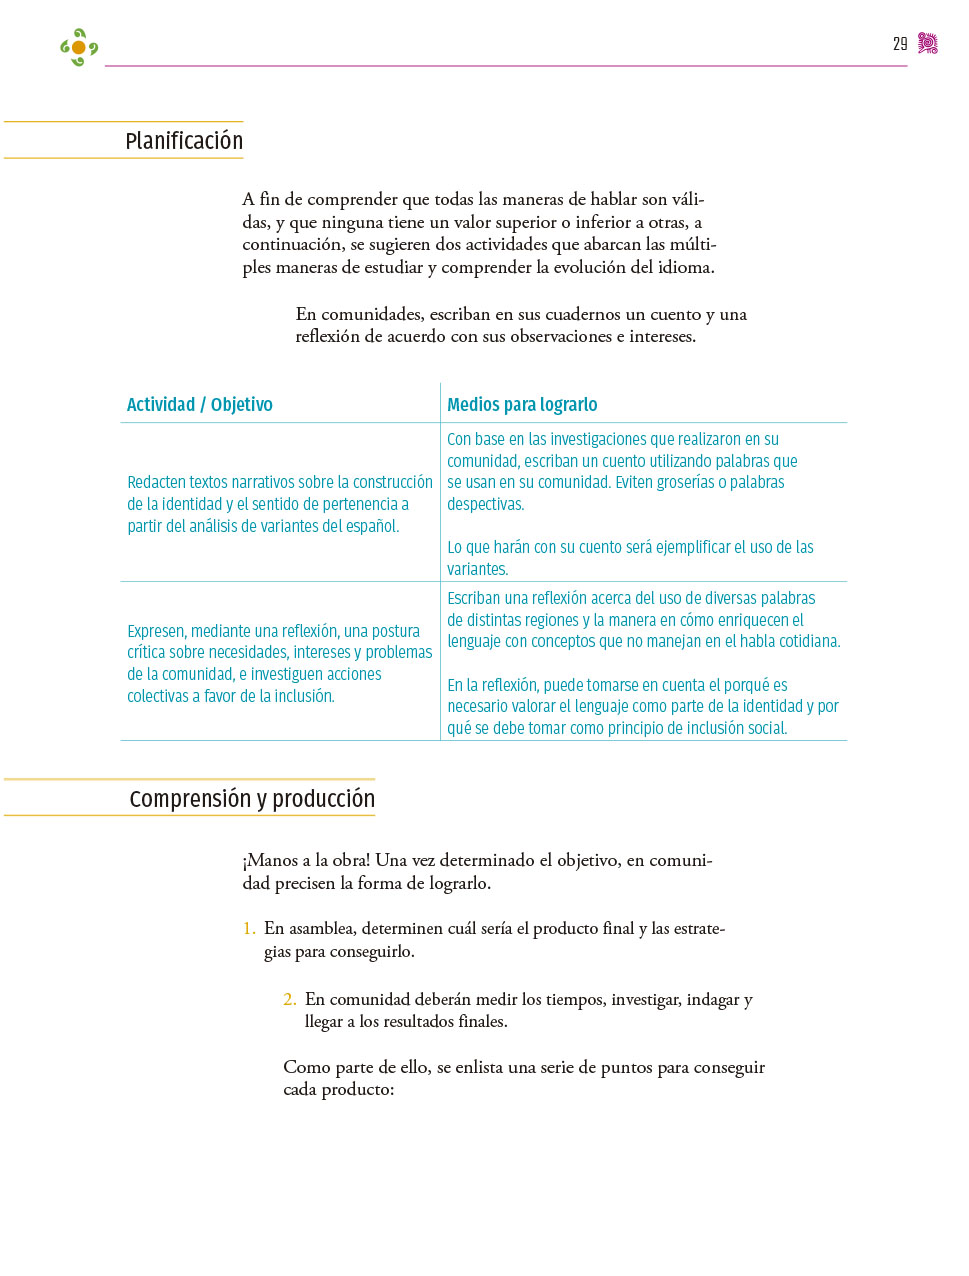 29
Planificación
A fin de comprender que todas las maneras de hablar son váli-
das, y que ninguna tiene un valor superior o inferior a otras, a
continuación, se sugieren dos actividades que abarcan las múlti-
ples maneras de estudiar y comprender la evolución del idioma.
En comunidades, escriban en sus cuadernos un cuento y una
reflexión de acuerdo con sus observaciones e intereses.
Actividad / Objetivo
Medios para lograrlo
Redacten textos narrativos sobre la construcción
de la identidad y el sentido de pertenencia a
partir del análisis de variantes del español.
Con base en las investigaciones que realizaron en su
comunidad, escriban un cuento utilizando palabras que
se usan en su comunidad. Eviten groserías o palabras
despectivas.
Lo que harán con su cuento será ejemplificar el uso de las
variantes.
Expresen, mediante una reflexión, una postura
crítica sobre necesidades, intereses y problemas
de la comunidad, e investiguen acciones
colectivas a favor de la inclusión.
Escriban una reflexión acerca del uso de diversas palabras
de distintas regiones y la manera en cómo enriquecen el
lenguaje con conceptos que no manejan en el habla cotidiana.
En la reflexión, puede tomarse en cuenta el porqué es
necesario valorar el lenguaje como parte de la identidad y por
qué se debe tomar como principio de inclusión social.
Comprensión y producción
¡Manos a la obra! Una vez determinado el objetivo, en comuni-
dad precisen la forma de lograrlo.
1. En asamblea, determinen cuál sería el producto final y las estrate-
gias para conseguirlo.
2. En comunidad deberán medir los tiempos, investigar, indagar y
llegar a los resultados finales.
Como parte de ello, se enlista una serie de puntos para conseguir
cada producto: